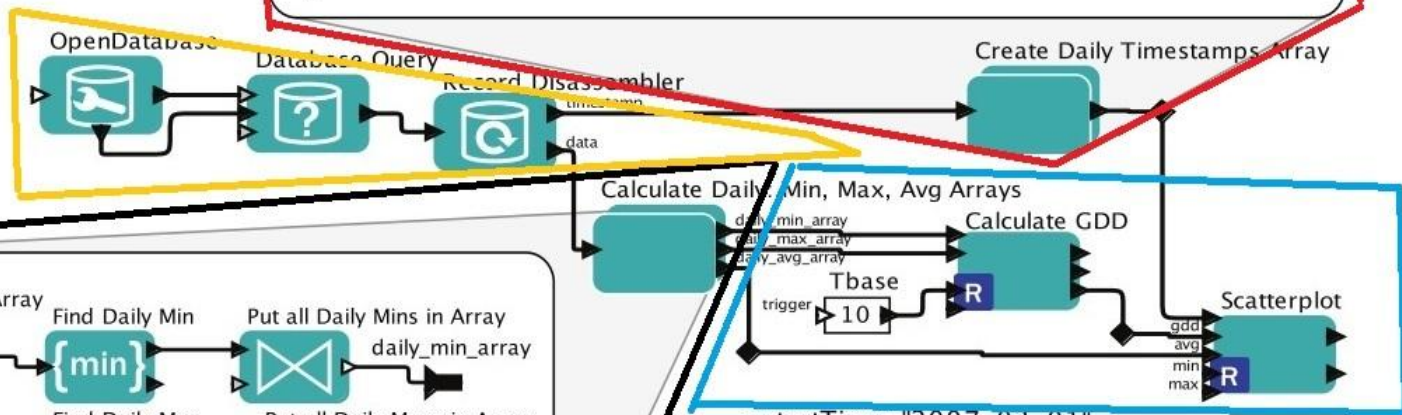 OpenDatabase
Database Query
Record Disassembler
timestamp
data
Create Daily Timestamps Array
Calculate Daily Min, Max, Avg Arrays
daily_min_array
daily_max_array
daily_avg_array
Calculate GDD
Tbase
trigger
10
R
Scatterplot
gdd
avg
min
max
R
Array
Find Daily Min
{min}
Put all Daily Mins in Array
daily_min_array
?